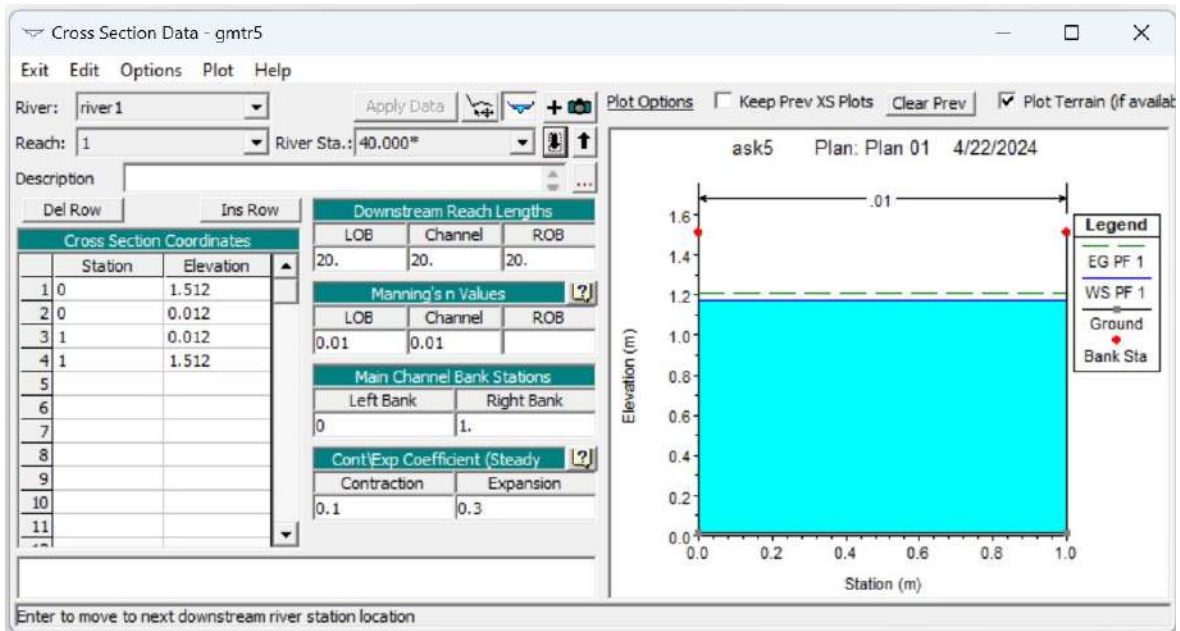 Cross Section Data - gmtr5
Exit Edit Options Plot Help
River: river1
Apply Data
Plot Options Keep Prev XS Plots Clear Prev Plot Terrain (if availab
Reach: 1 River Sta.: 40.000*
Description
...
Del Row Ins Row
Cross Section Coordinates
Station Elevation
1 0 1.512
2 0 0.012
3 1 0.012
4 1 1.512
5
6
7
8
9
10
11
Downstream Reach Lengths
LOB Channel ROB
20. 20. 20.
Manning's n Values
LOB Channel ROB
0.01 0.01
Main Channel Bank Stations
Left Bank Right Bank
0 1.
Cont\Exp Coefficient (Steady
Contraction Expansion
0.1 0.3
ask5 Plan: Plan 01 4/22/2024
.01
1.6
1.4
1.2
1.0
0.8
0.6
0.4
0.2
0.0
Elevation (m)
0.0 0.2 0.4 0.6 0.8 1.0
Station (m)
Legend
EG PF 1
WS PF 1
Ground
Bank Sta
Enter to move to next downstream river station location